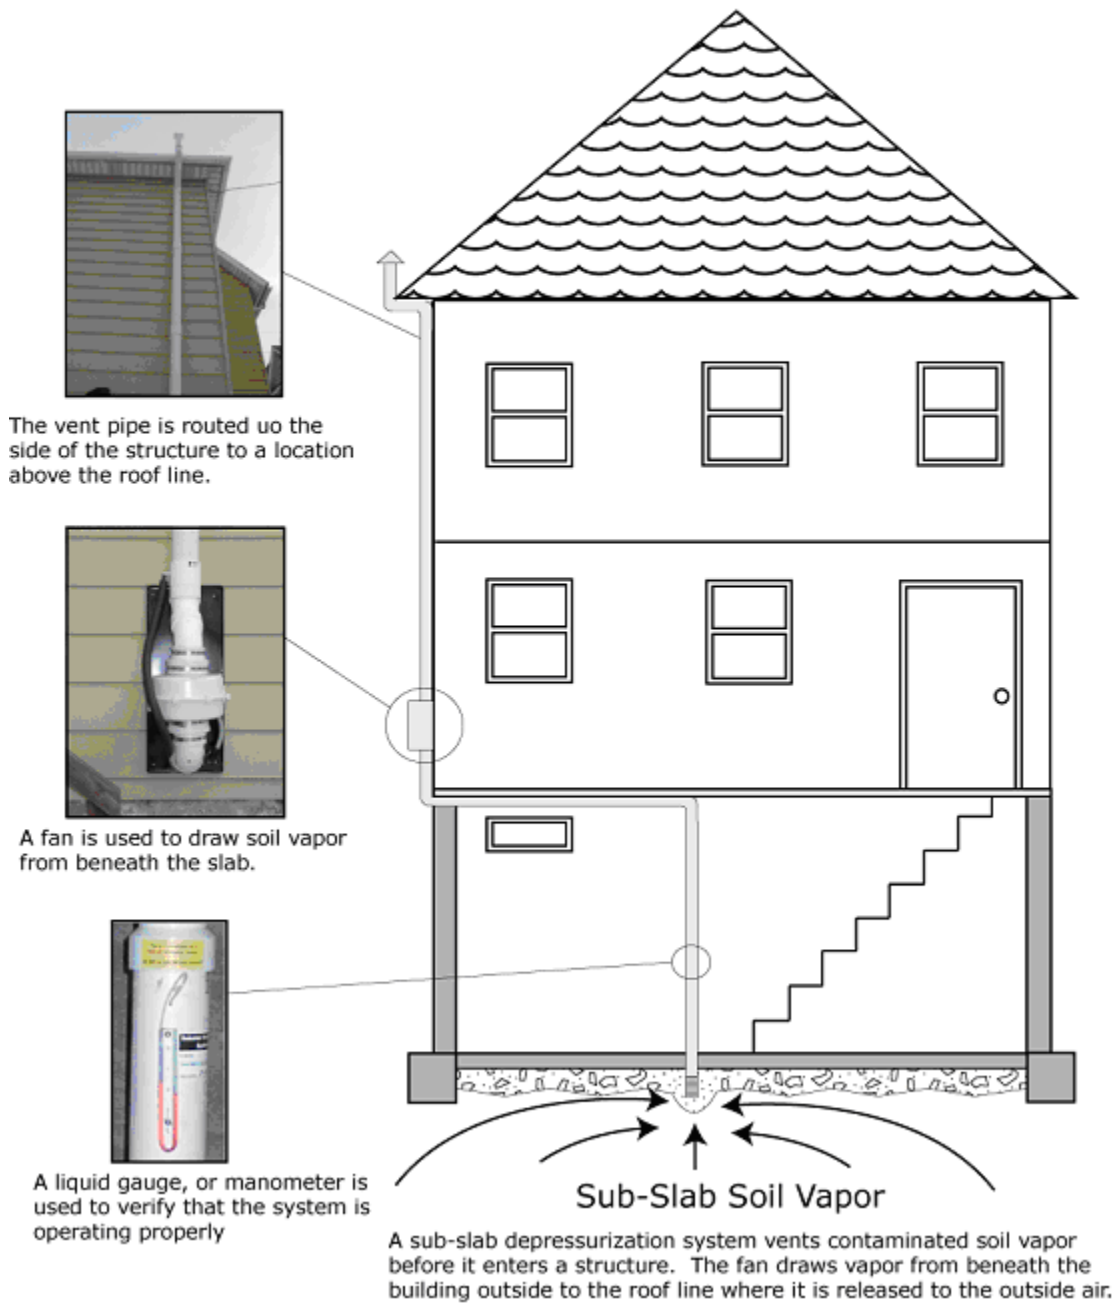 The vent pipe is routed uo the
side of the structure to a location
above the roof line.
A fan is used to draw soil vapor
from beneath the slab.
A liquid gauge, or manometer is
used to verify that the system is
operating properly
Sub-Slab Soil Vapor
A sub-slab depressurization system vents contaminated soil vapor
before it enters a structure.  The fan draws vapor from beneath the
building outside to the roof line where it is released to the outside air.